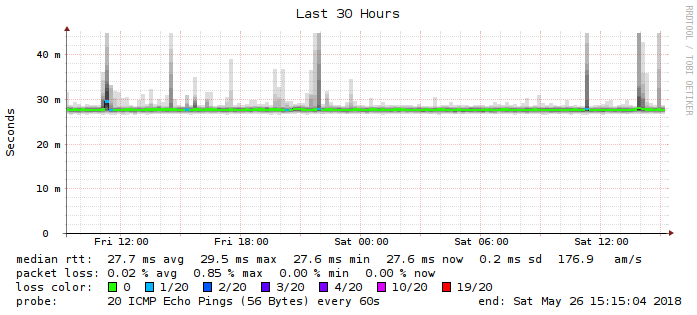 Last 30 Hours
RRDTOOL / TOBI OETIKER
Seconds
40 m
30 m
20 m
10 m
0
Fri 12:00 Fri 18:00 Sat 00:00 Sat 06:00 Sat 12:00
median rtt: 27.7 ms avg 29.5 ms max 27.6 ms min 27.6 ms now 0.2 ms sd 176.9 am/s
packet loss: 0.02 % avg 0.85 % max 0.00 % min 0.00 % now
loss color: 0 1/20 2/20 3/20 4/20 10/20 19/20
probe: 20 ICMP Echo Pings (56 Bytes) every 60s end: Sat May 26 15:15:04 2018